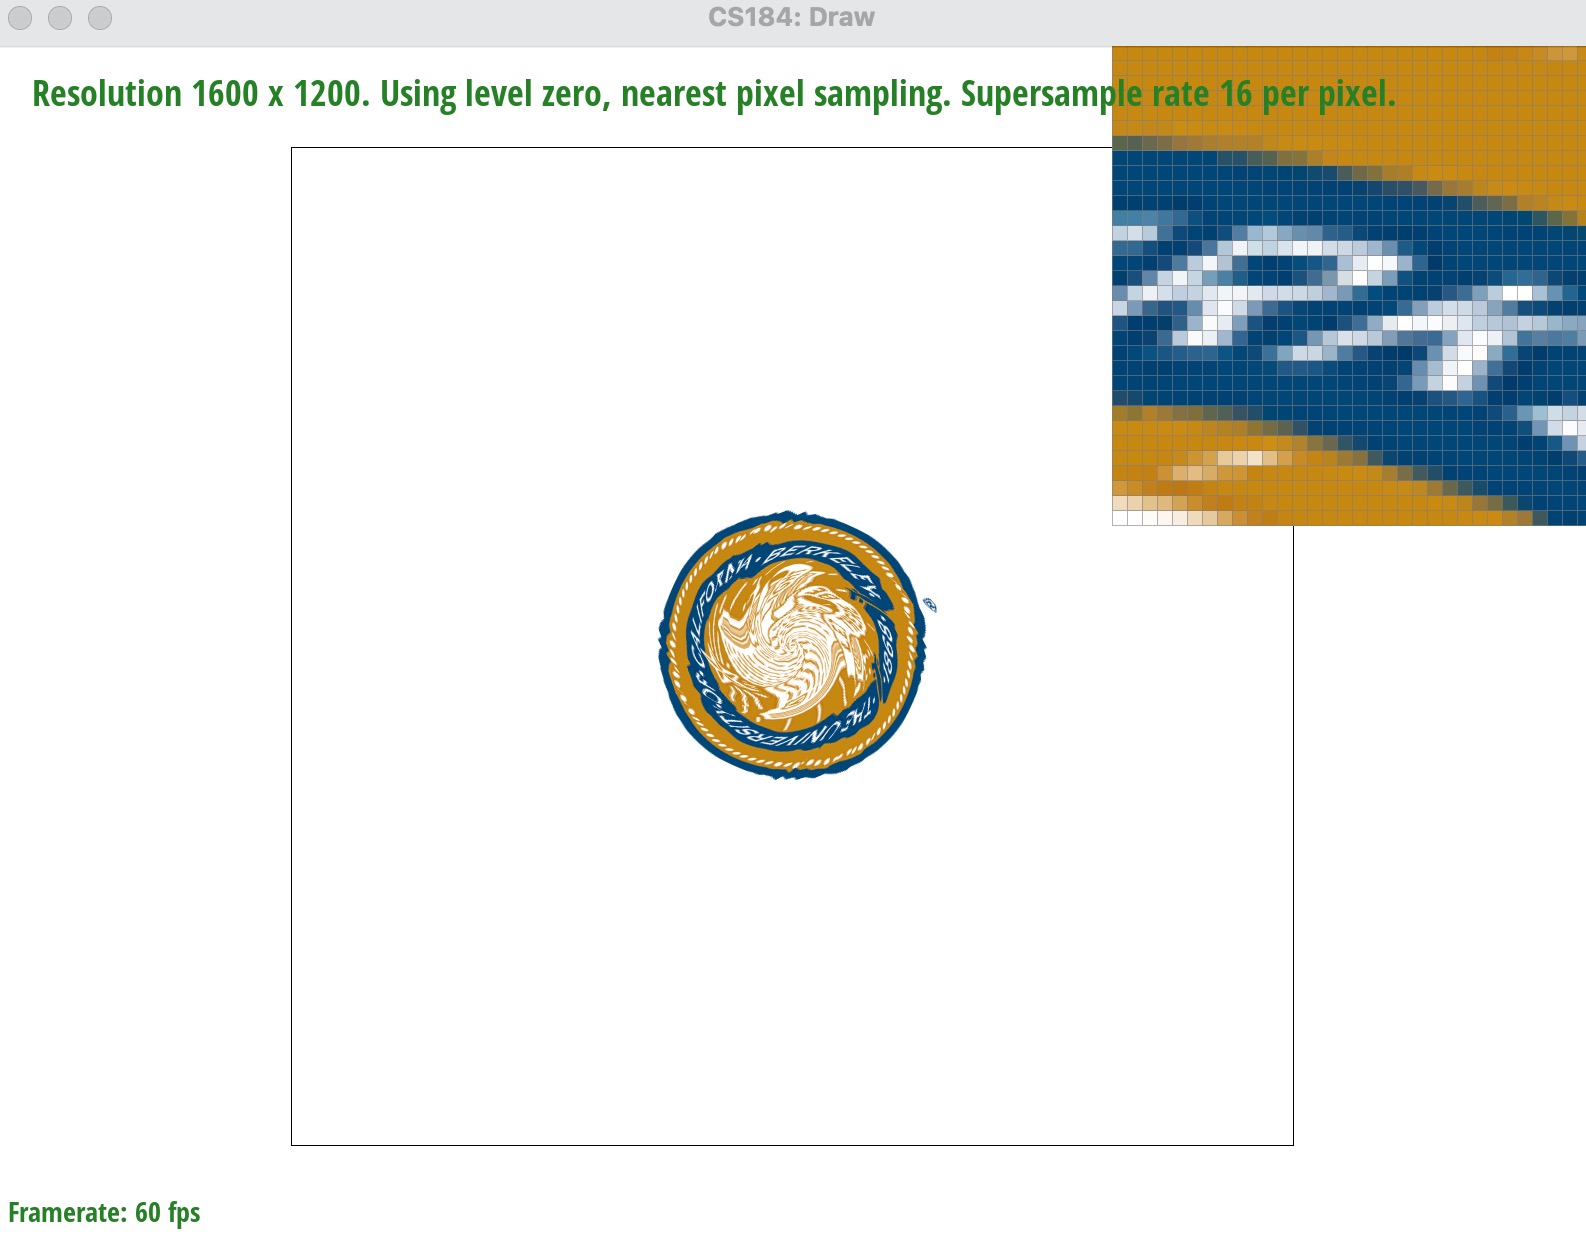 CS184: Draw
Resolution 1600 x 1200. Using level zero, nearest pixel sampling. Supersample rate 16 per pixel.
CALIFORNIA · BERKELEY
·1868·
·THE UNIVERSITY OF
®
Framerate: 60 fps